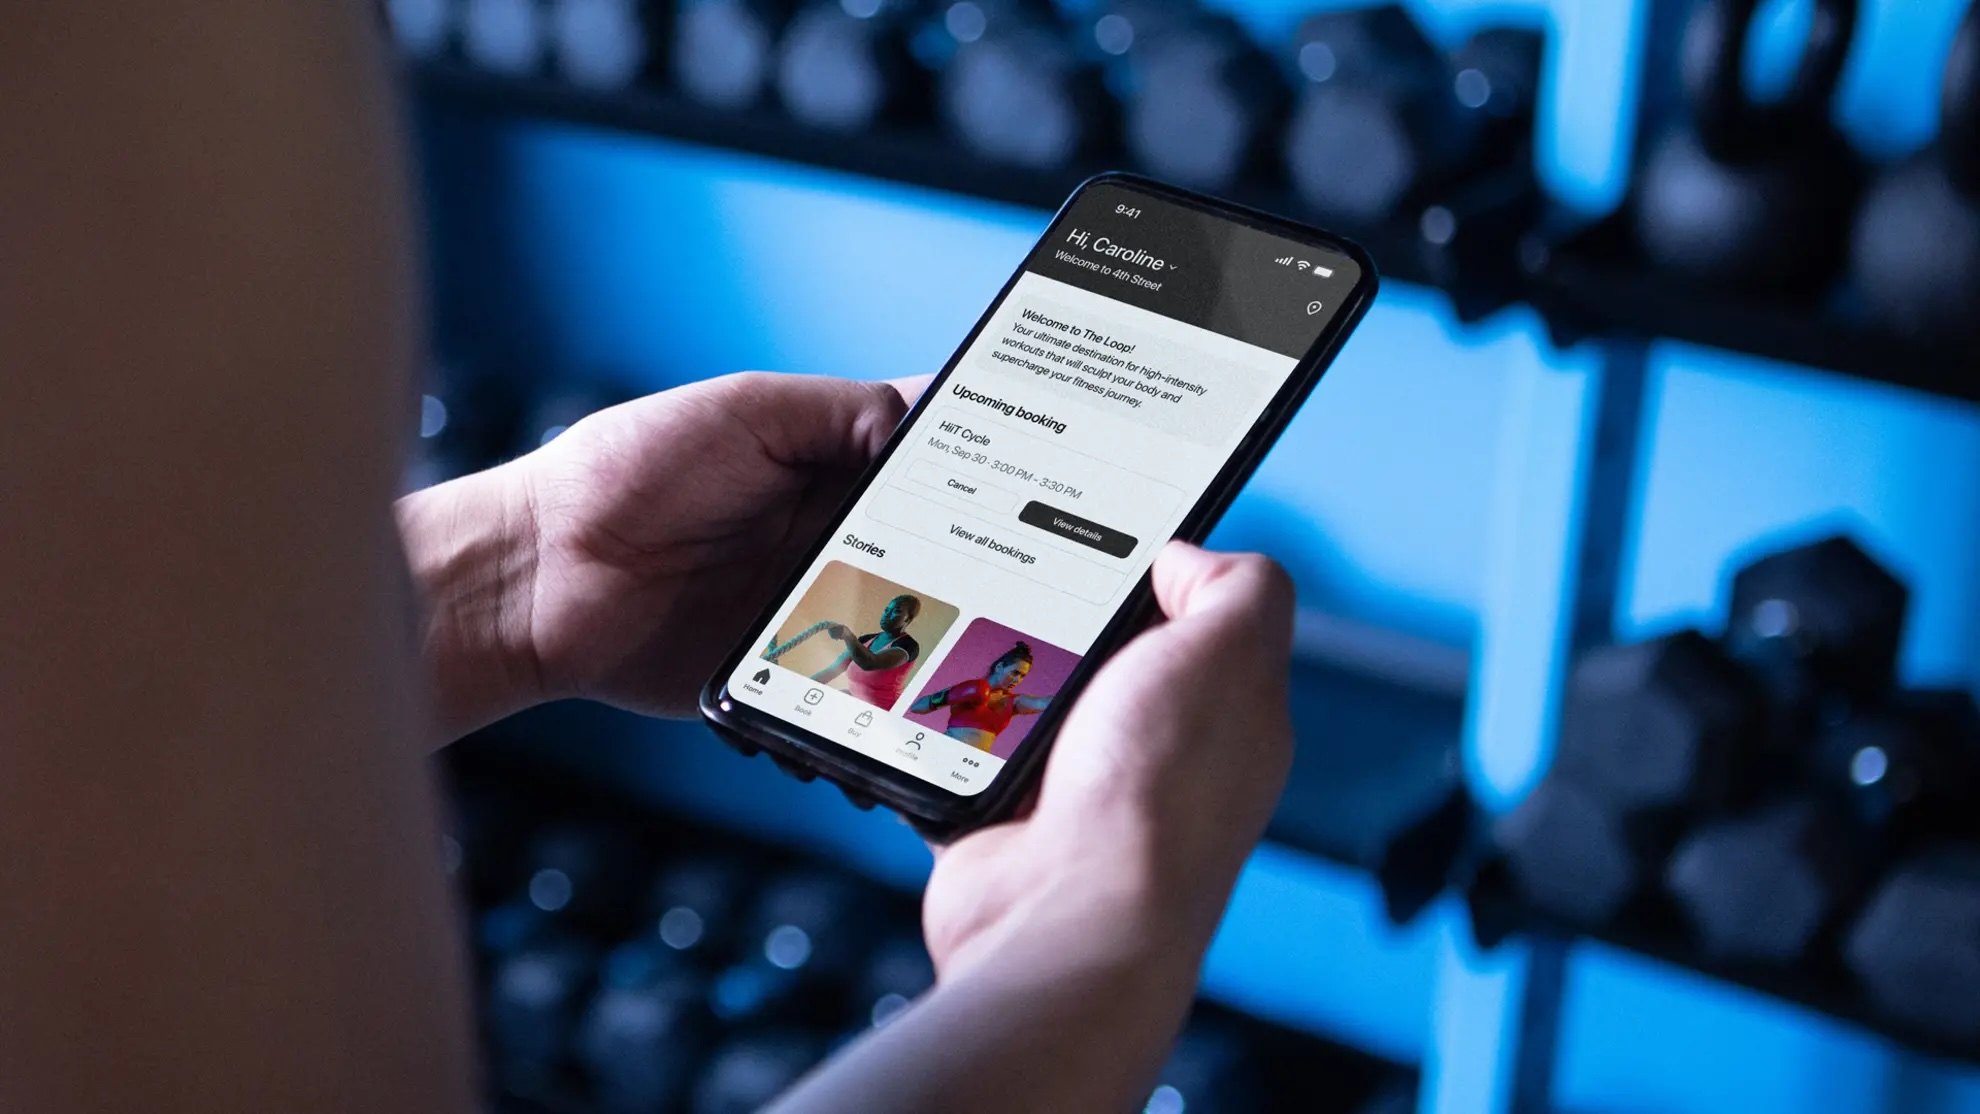 9:41
Hi, Caroline
Welcome to 4th Street
Welcome to The Loop!
Your ultimate destination for high-intensity
workouts that will sculpt your body and
supercharge your fitness journey.
Upcoming booking
HiiT Cycle
Mon, Sep 30 · 3:00 PM - 3:30 PM
Cancel
View details
View all bookings
Stories
Home
Book
Buy
Profile
More